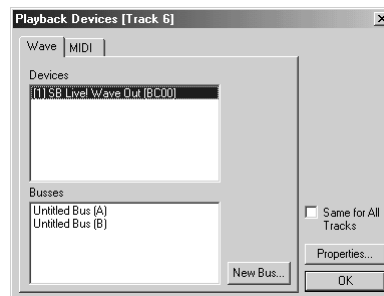 Playback Devices [Track 6]
Wave MIDI
Devices
(1) SB Live! Wave Out (BC00)
Busses
Untitled Bus (A)
Untitled Bus (B)
New Bus...
Same for All
Tracks
Properties...
OK